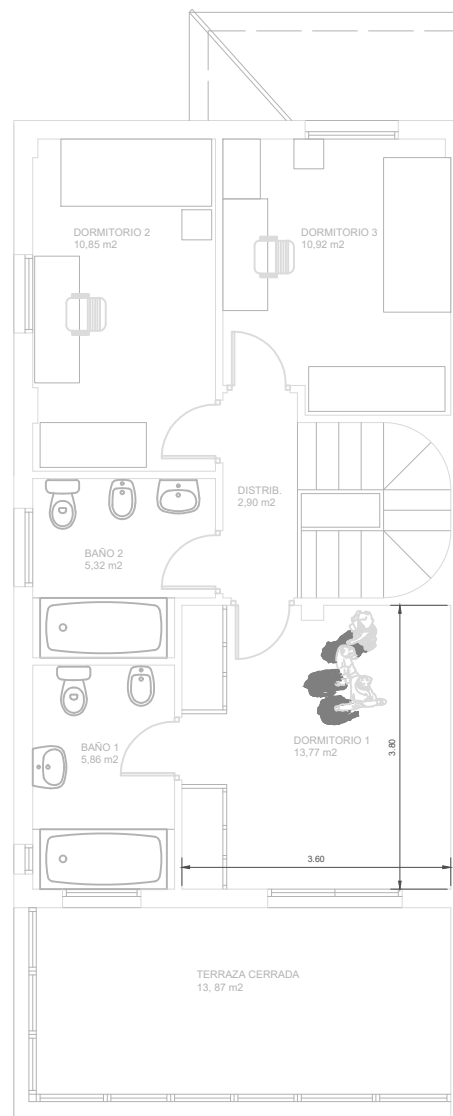 DORMITORIO 2
10,85 m2
DORMITORIO 3
10,92 m2
DISTRIB.
2,90 m2
BAÑO 2
5,32 m2
BAÑO 1
5,86 m2
DORMITORIO 1
13,77 m2
3.80
3.60
TERRAZA CERRADA
13, 87 m2